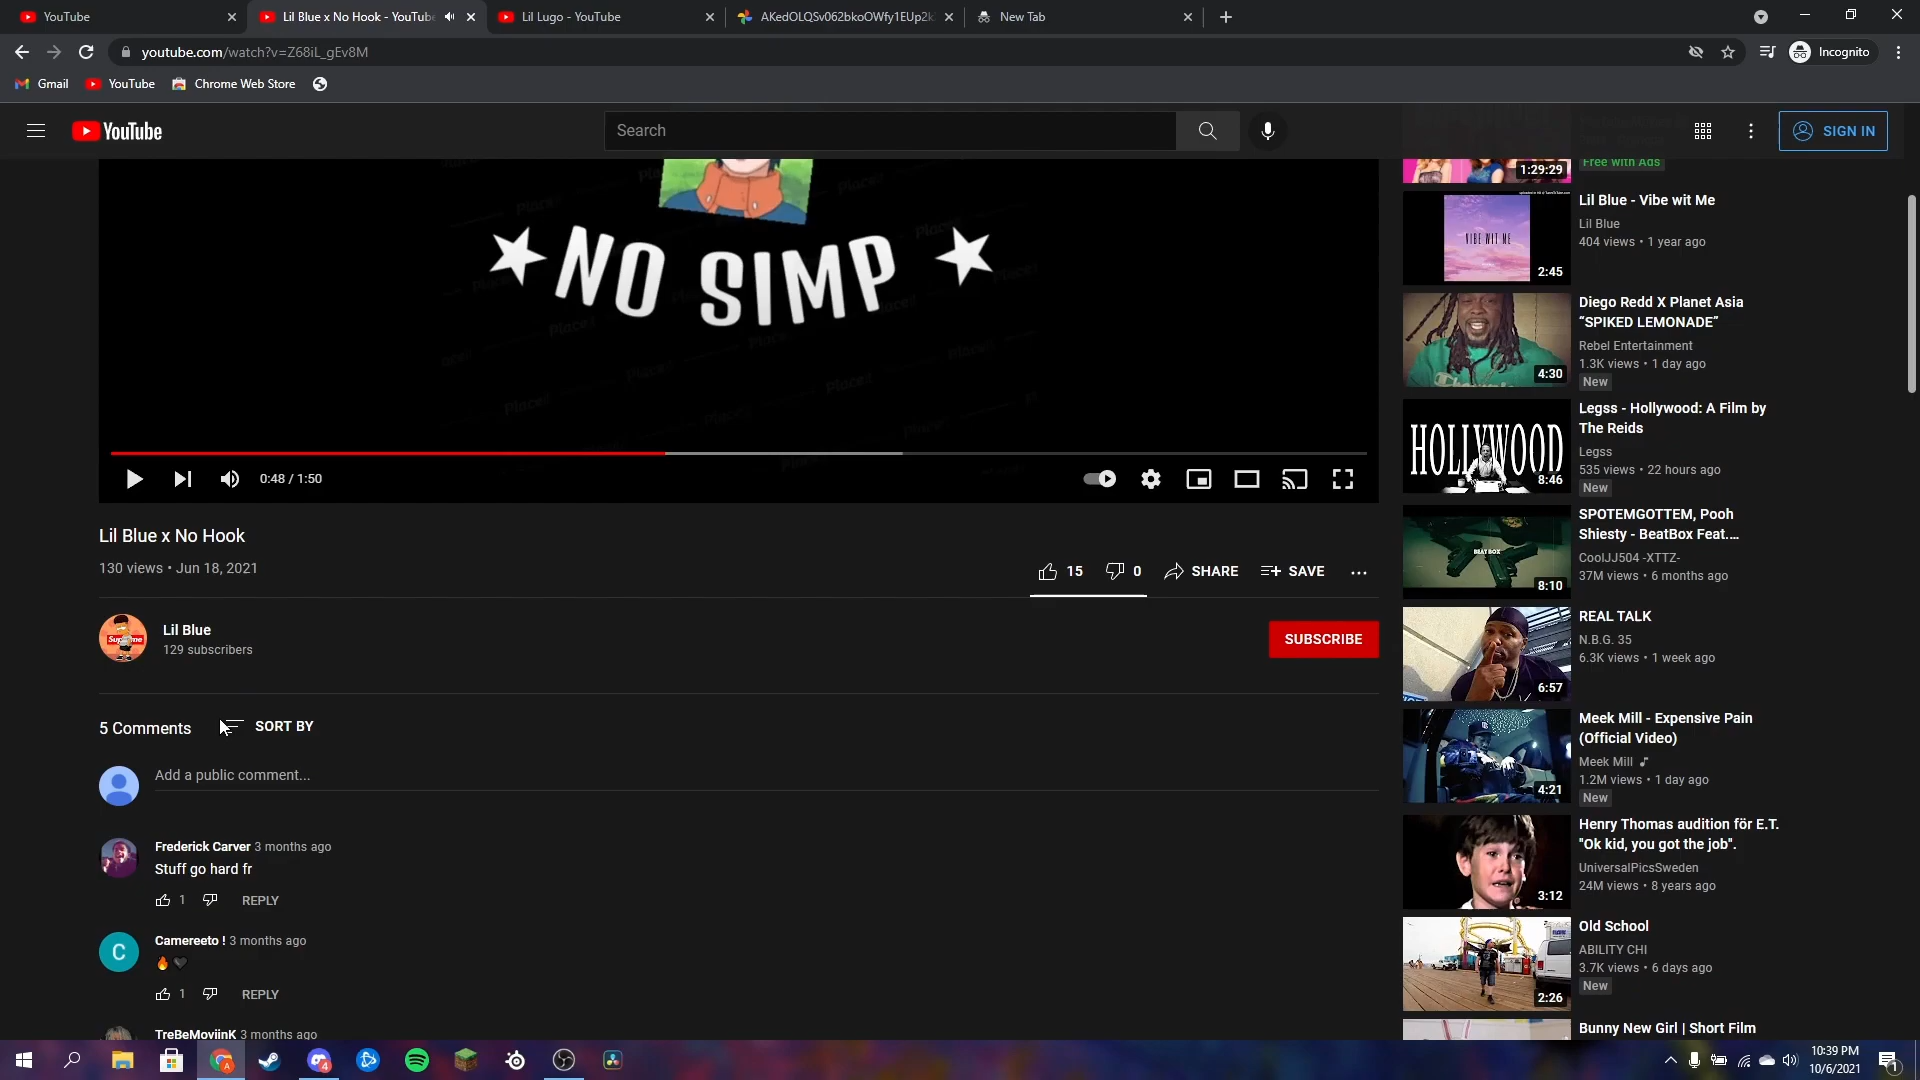 YouTube
Lil Blue x No Hook - YouTube
Lil Lugo - YouTube
AKedOLQSv062bkoOWfy1EUp2k
New Tab
youtube.com/watch?v=Z68iL_gEv8M
Incognito
Gmail
YouTube
Chrome Web Store
YouTube
Search
SIGN IN
NO SIMP
Place!!
0:48 / 1:50
Lil Blue x No Hook
130 views • Jun 18, 2021
15
0
SHARE
SAVE
Supreme
Lil Blue
129 subscribers
SUBSCRIBE
5 Comments
SORT BY
Add a public comment...
Frederick Carver 3 months ago
Stuff go hard fr
1
REPLY
C
Camereeto ! 3 months ago
🔥🖤
1
REPLY
TreBeMoviinK 3 months ago
1:29:29
Free with Ads
VIBE WIT ME
2:45
Lil Blue - Vibe wit Me
Lil Blue
404 views • 1 year ago
4:30
Diego Redd X Planet Asia
“SPIKED LEMONADE”
Rebel Entertainment
1.3K views • 1 day ago
New
HOLLYWOOD
8:46
Legss - Hollywood: A Film by
The Reids
Legss
535 views • 22 hours ago
New
BEATBOX
8:10
SPOTEMGOTTEM, Pooh
Shiesty - BeatBox Feat....
CoolJJ504 -XTTZ-
37M views • 6 months ago
6:57
REAL TALK
N.B.G. 35
6.3K views • 1 week ago
4:21
Meek Mill - Expensive Pain
(Official Video)
Meek Mill
1.2M views • 1 day ago
New
3:12
Henry Thomas audition för E.T.
"Ok kid, you got the job".
UniversalPicsSweden
24M views • 8 years ago
2:26
Old School
ABILITY CHI
3.7K views • 6 days ago
New
Bunny New Girl | Short Film
A
4
10:39 PM
10/6/2021
1